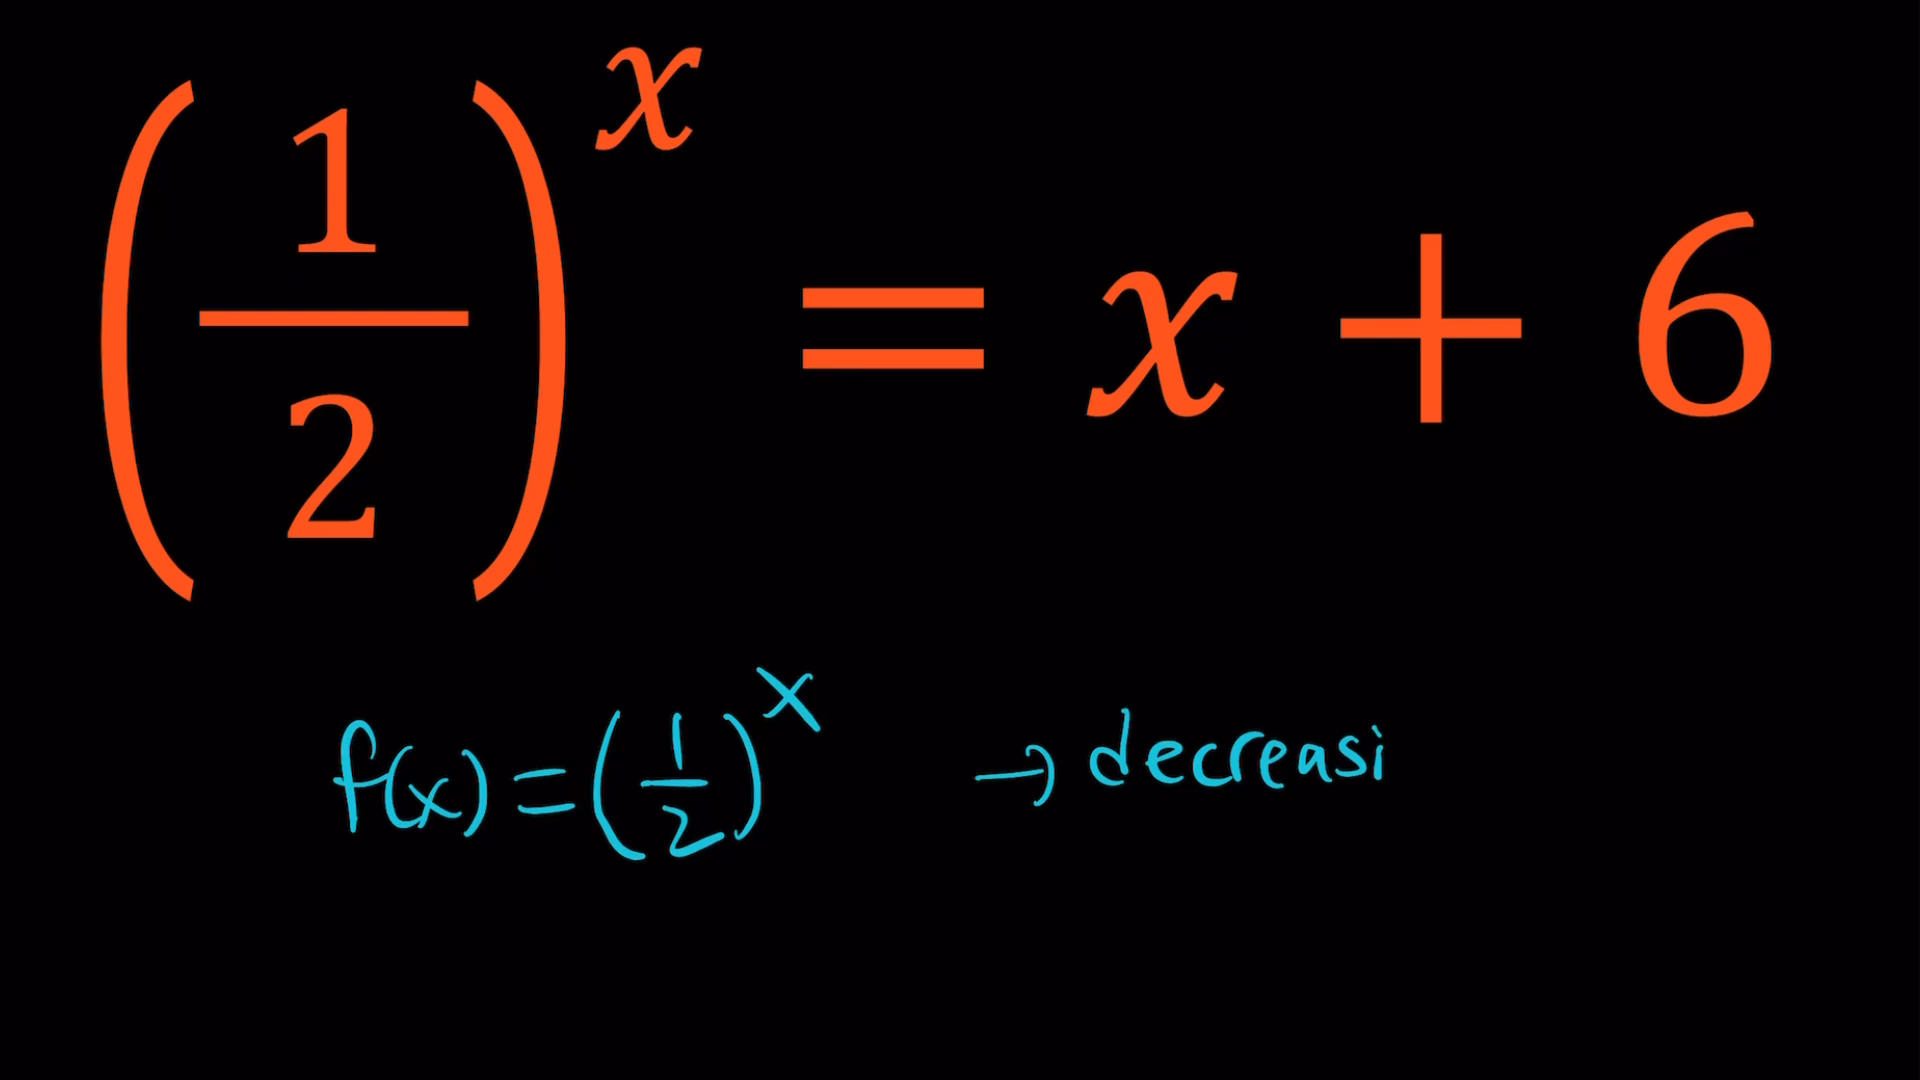 (1/2)^x = x + 6
f(x) = (1/2)^x → decreasi